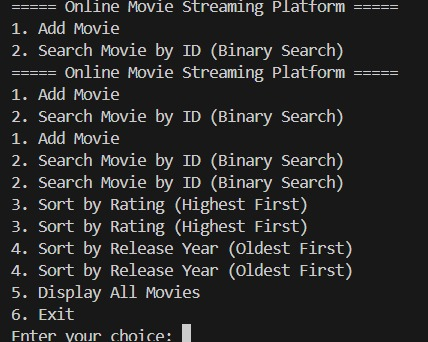 ===== Online Movie Streaming Platform =====
1. Add Movie
2. Search Movie by ID (Binary Search)
===== Online Movie Streaming Platform =====
1. Add Movie
2. Search Movie by ID (Binary Search)
1. Add Movie
2. Search Movie by ID (Binary Search)
2. Search Movie by ID (Binary Search)
3. Sort by Rating (Highest First)
3. Sort by Rating (Highest First)
4. Sort by Release Year (Oldest First)
4. Sort by Release Year (Oldest First)
5. Display All Movies
6. Exit
Enter your choice: